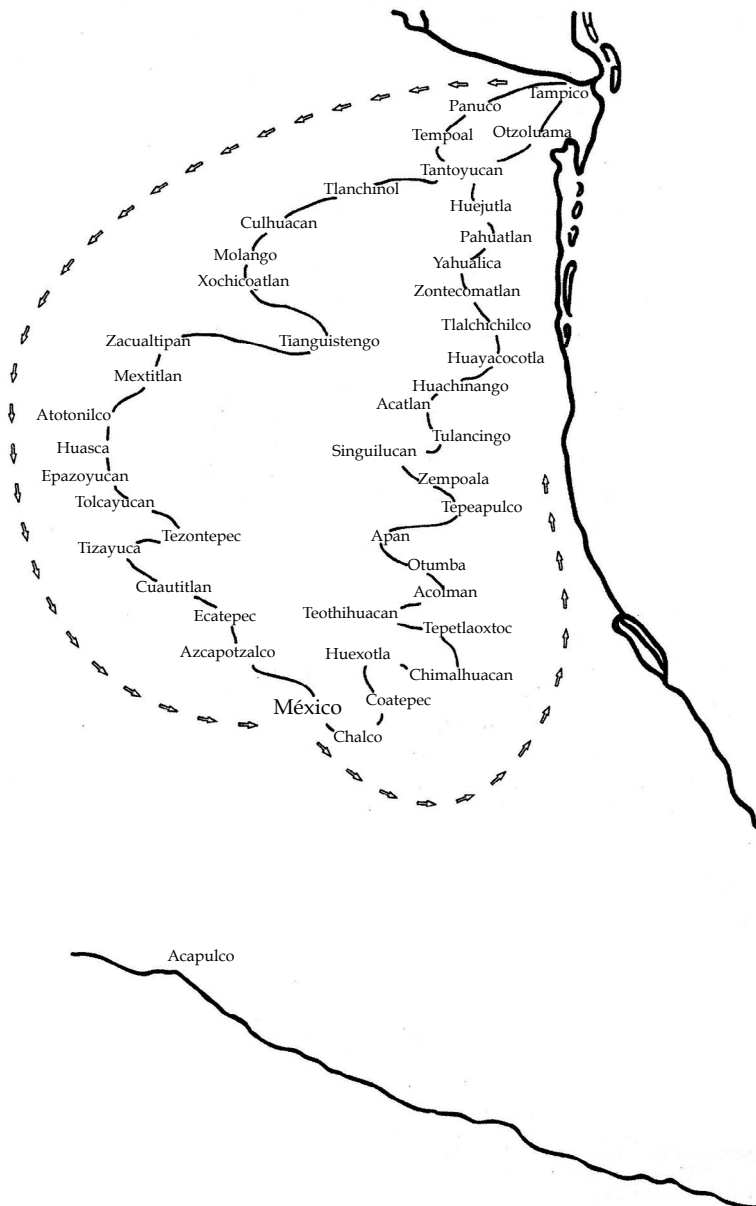 Tampico
Panuco
Otzoluama
Tempoal
Tantoyucan
Tlanchinol
Huejutla
Culhuacan
Pahuatlan
Molango
Yahualica
Xochicoatlan
Zontecomatlan
Tlalchichilco
Zacualtipan
Tianguistengo
Huayacocotla
Mextitlan
Huachinango
Acatlan
Atotonilco
Tulancingo
Huasca
Singuilucan
Epazoyucan
Zempoala
Tolcayucan
Tepeapulco
Tezontepec
Apan
Tizayuca
Otumba
Cuautitlan
Acolman
Ecatepec
Teothihuacan
Tepetlaoxtoc
Azcapotzalco
Huexotla
Chimalhuacan
Coatepec
México
Chalco
Acapulco